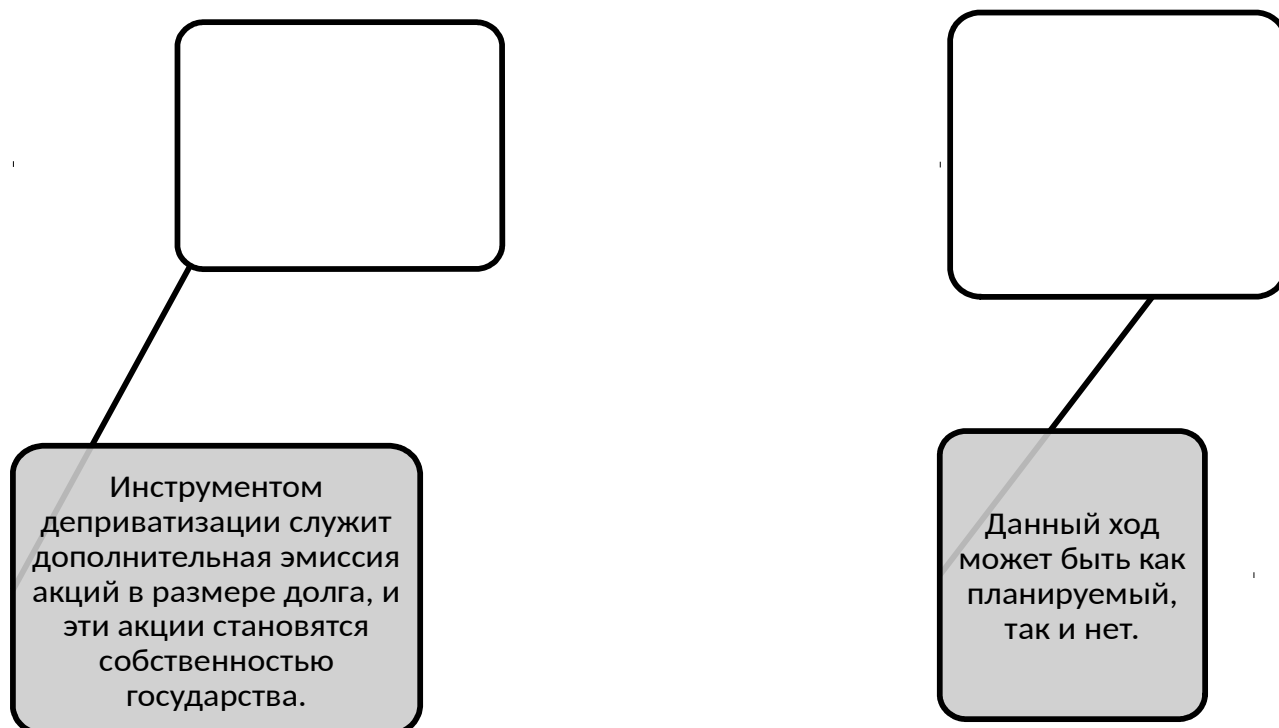 Инструментом
деприватизации служит
дополнительная эмиссия
акций в размере долга, и
эти акции становятся
собственностью
государства.
Данный ход
может быть как
планируемый,
так и нет.